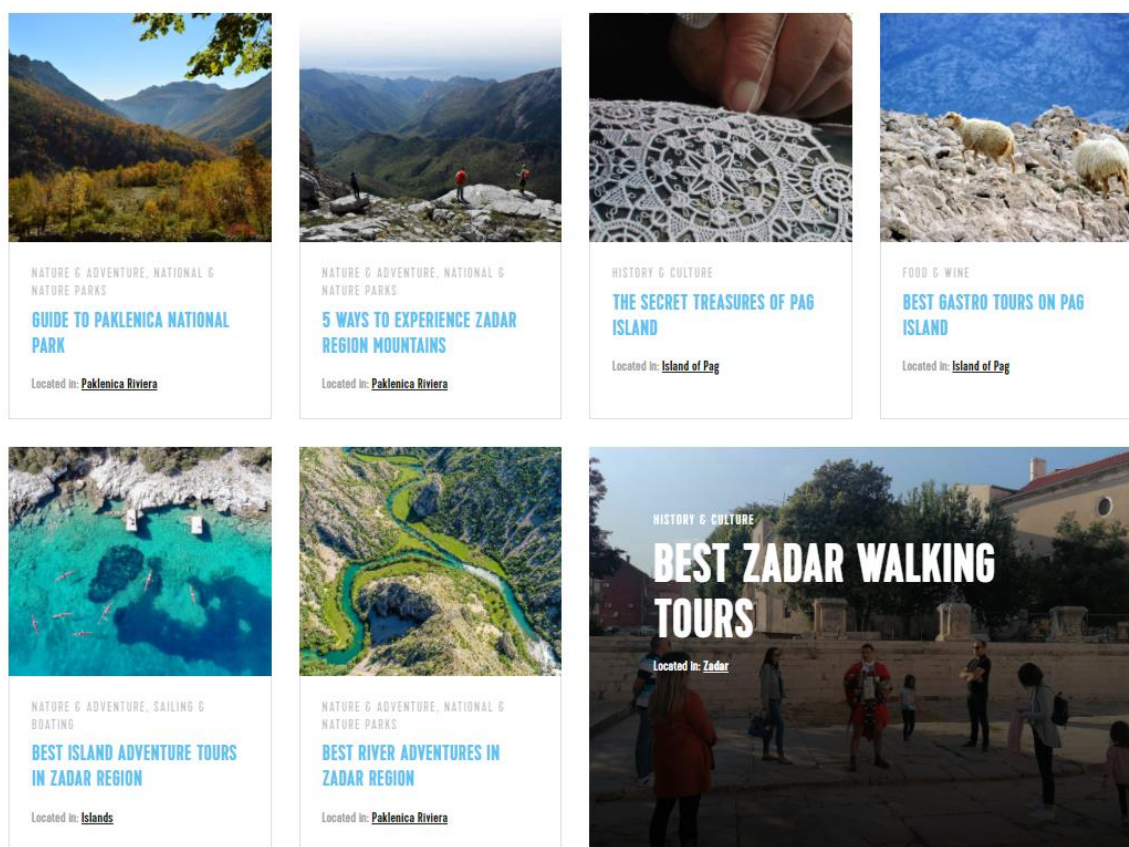 NATURE & ADVENTURE, NATIONAL &
NATURE PARKS
GUIDE TO PAKLENICA NATIONAL
PARK
Located in: Paklenica Riviera
NATURE & ADVENTURE, NATIONAL &
NATURE PARKS
5 WAYS TO EXPERIENCE ZADAR
REGION MOUNTAINS
Located in: Paklenica Riviera
HISTORY & CULTURE
THE SECRET TREASURES OF PAG
ISLAND
Located in: Island of Pag
FOOD & WINE
BEST GASTRO TOURS ON PAG
ISLAND
Located in: Island of Pag
NATURE & ADVENTURE, SAILING &
BOATING
BEST ISLAND ADVENTURE TOURS
IN ZADAR REGION
Located in: Islands
NATURE & ADVENTURE, NATIONAL &
NATURE PARKS
BEST RIVER ADVENTURES IN
ZADAR REGION
Located in: Paklenica Riviera
HISTORY & CULTURE
BEST ZADAR WALKING
TOURS
Located in: Zadar